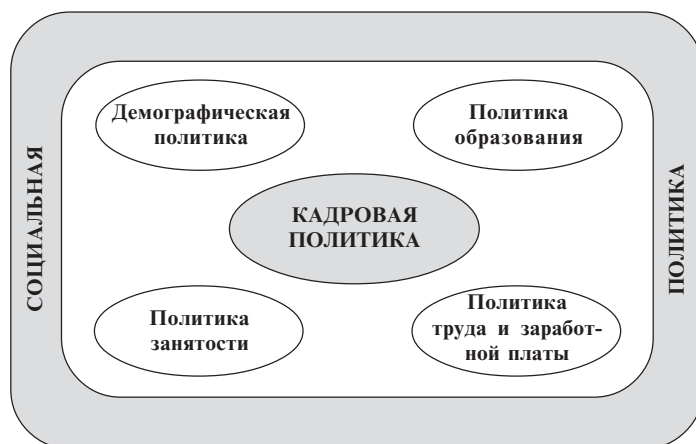 СОЦИАЛЬНАЯ
Демографическая
политика
Политика
образования
КАДРОВАЯ
ПОЛИТИКА
Политика
занятости
Политика
труда и заработ-
ной платы
ПОЛИТИКА